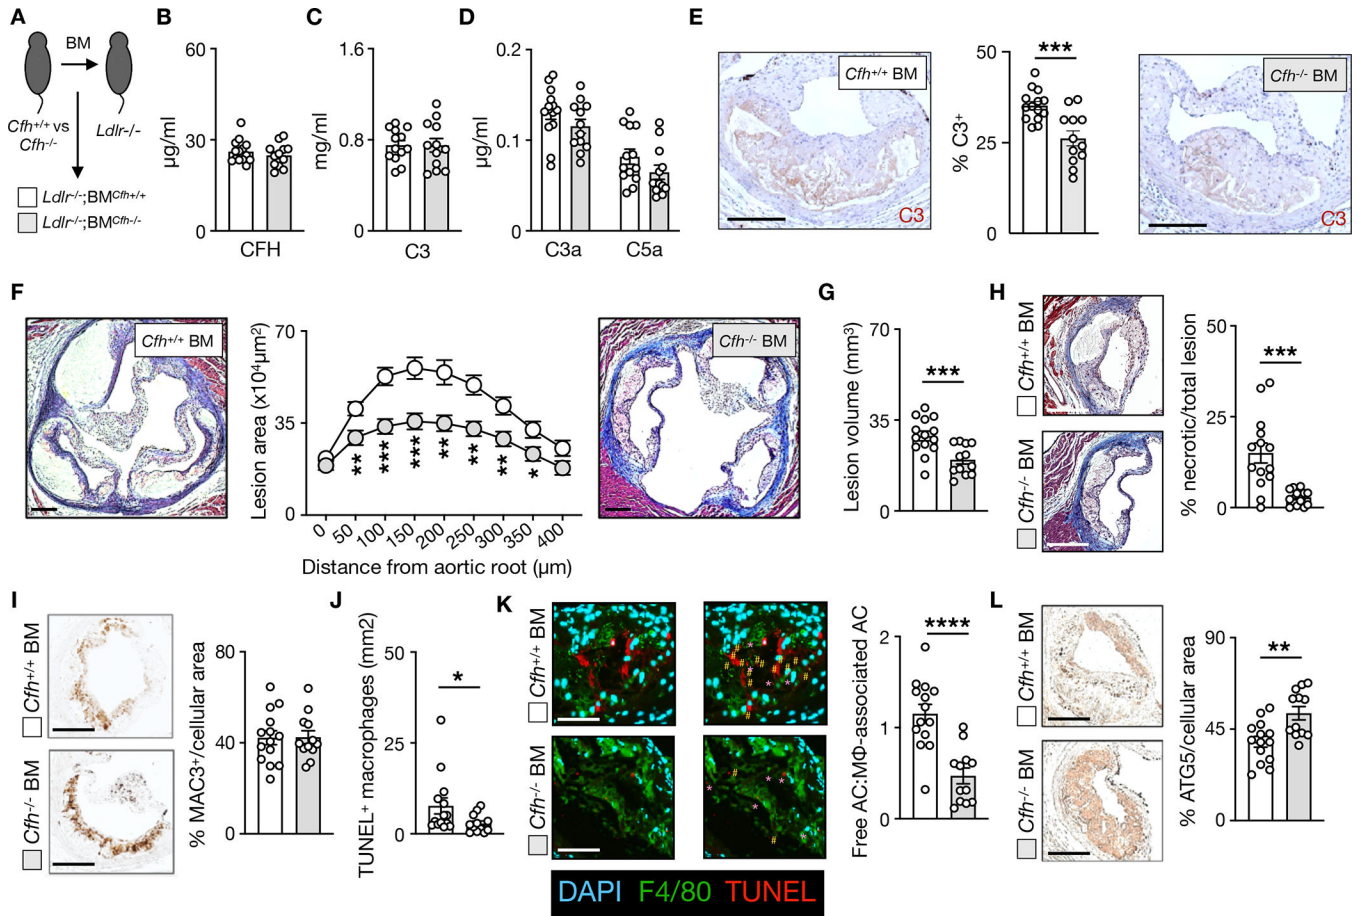 A
BM
Cfh+/+ vs
Cfh-/-
Ldlr-/-
Ldlr-/-;BMCfh+/+
Ldlr-/-;BMCfh-/-
B
µg/ml
60
30
0
CFH
C
mg/ml
1.6
0.8
0
C3
D
µg/ml
0.2
0.1
0
C3a
C5a
E
Cfh+/+ BM
C3
% C3+
50
25
0
***
Cfh-/- BM
C3
F
Cfh+/+ BM
Lesion area (x10⁴µm²)
70
35
0
** *** *** ** ** ** *
0 50 100 150 200 250 300 350 400
Distance from aortic root (µm)
Cfh-/- BM
G
Lesion volume (mm³)
70
35
0
***
H
Cfh+/+ BM
Cfh-/- BM
% necrotic/total lesion
50
25
0
***
I
Cfh+/+ BM
Cfh-/- BM
% MAC3+/cellular area
80
40
0
J
TUNEL+ macrophages (mm2)
50
25
0
*
K
Cfh+/+ BM
Cfh-/- BM
DAPI F4/80 TUNEL
Free AC:MΦ-associated AC
2
1
0
****
L
Cfh+/+ BM
Cfh-/- BM
% ATG5/cellular area
90
45
0
**